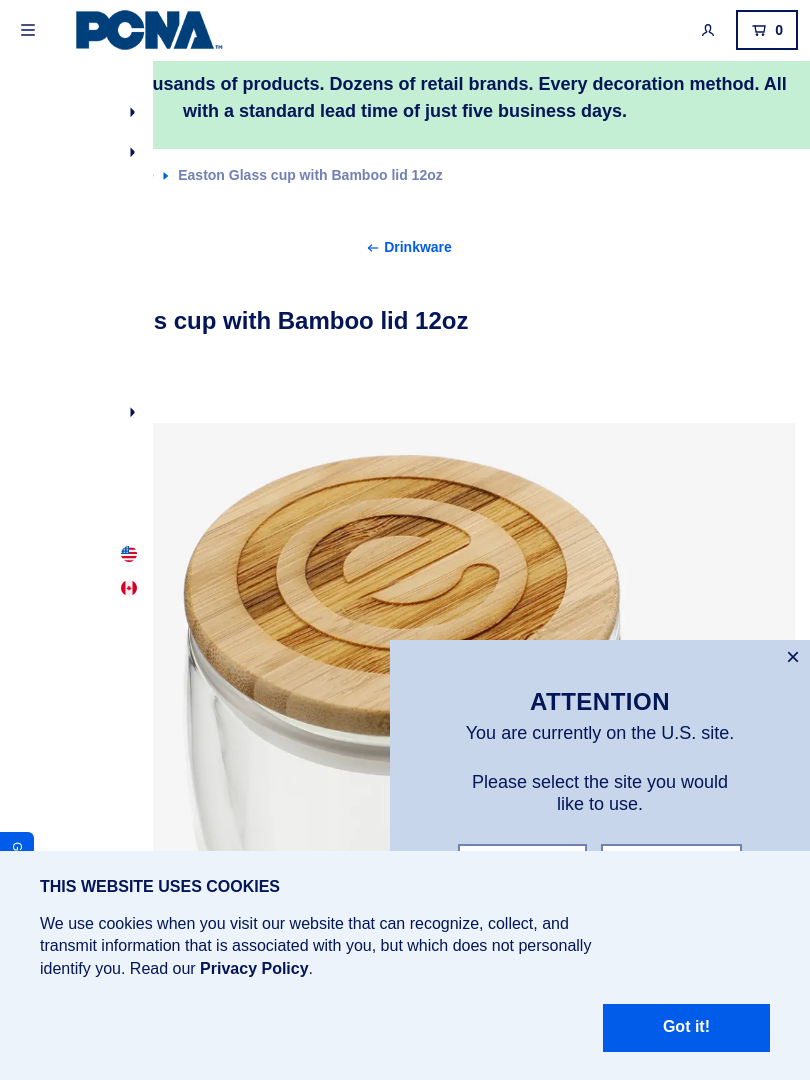 PCNA™
0
usands of products. Dozens of retail brands. Every decoration method. All
with a standard lead time of just five business days.
Easton Glass cup with Bamboo lid 12oz
← Drinkware
s cup with Bamboo lid 12oz
ATTENTION
You are currently on the U.S. site.
Please select the site you would
like to use.
G
THIS WEBSITE USES COOKIES
We use cookies when you visit our website that can recognize, collect, and
transmit information that is associated with you, but which does not personally
identify you. Read our Privacy Policy.
Got it!